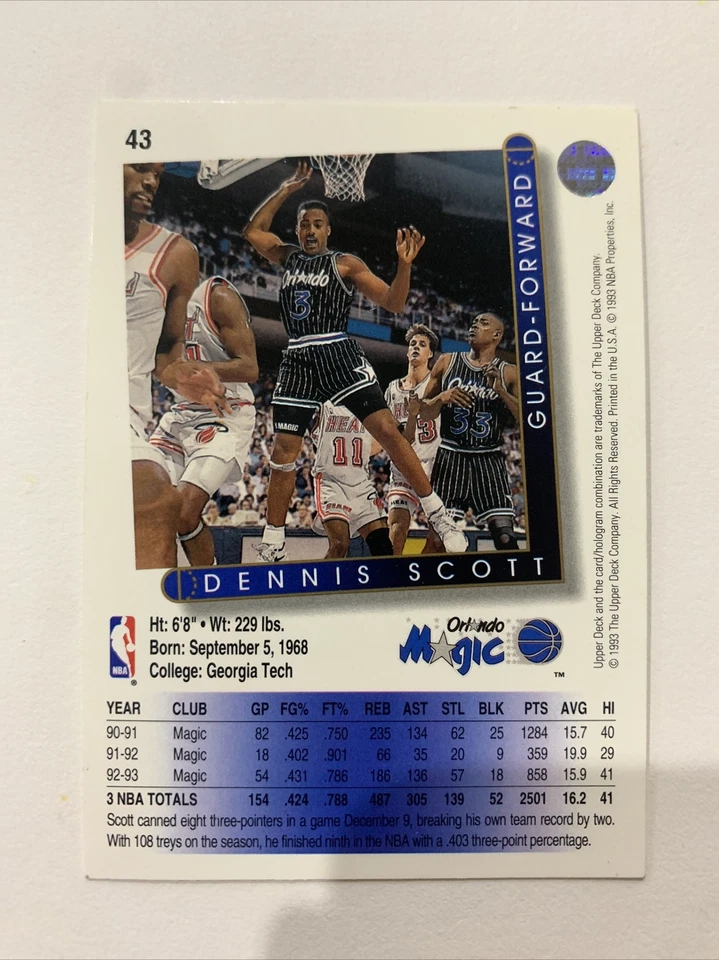 43
Orlando
3
MAGIC
HEAT
11
3
Orlando
33
GUARD-FORWARD
DENNIS SCOTT
Upper Deck and the card/hologram combination are trademarks of The Upper Deck Company.
© 1993 The Upper Deck Company. All Rights Reserved. Printed in the U.S.A. © 1993 NBA Properties, Inc.
NBA
®
Ht: 6'8" • Wt: 229 lbs.
Born: September 5, 1968
College: Georgia Tech
Orlando
Magic
™
YEAR CLUB GP FG% FT% REB AST STL BLK PTS AVG HI
90-91 Magic 82 .425 .750 235 134 62 25 1284 15.7 40
91-92 Magic 18 .402 .901 66 35 20 9 359 19.9 29
92-93 Magic 54 .431 .786 186 136 57 18 858 15.9 41
3 NBA TOTALS 154 .424 .788 487 305 139 52 2501 16.2 41
Scott canned eight three-pointers in a game December 9, breaking his own team record by two.
With 108 treys on the season, he finished ninth in the NBA with a .403 three-point percentage.